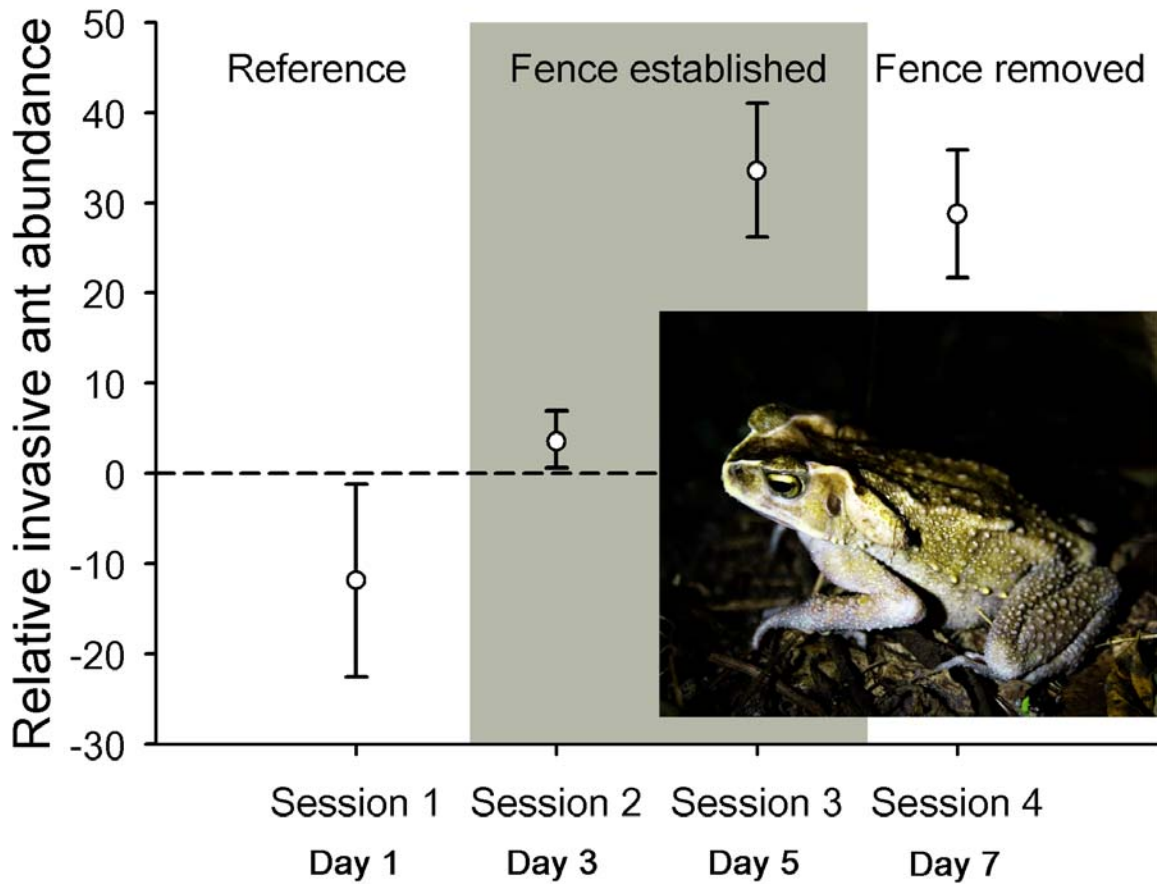 Relative invasive ant abundance
50
40
30
20
10
0
-10
-20
-30
Reference
Fence established
Fence removed
Session 1
Session 2
Session 3
Session 4
Day 1
Day 3
Day 5
Day 7